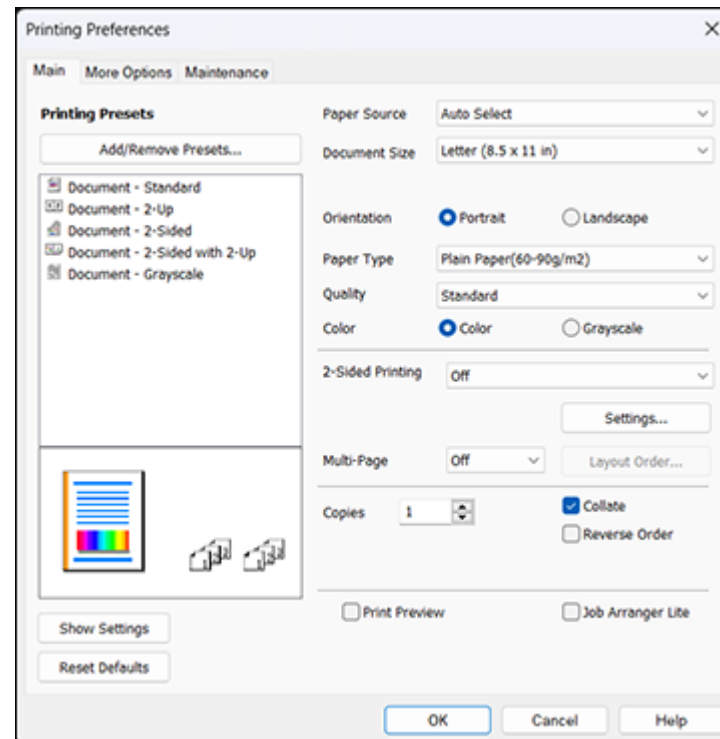 Printing Preferences
Main More Options Maintenance
Printing Presets
Add/Remove Presets...
Document - Standard
Document - 2-Up
Document - 2-Sided
Document - 2-Sided with 2-Up
Document - Grayscale
Show Settings
Reset Defaults
Paper Source Auto Select
Document Size Letter (8.5 x 11 in)
Orientation Portrait Landscape
Paper Type Plain Paper(60-90g/m2)
Quality Standard
Color Color Grayscale
2-Sided Printing Off
Settings...
Multi-Page Off Layout Order...
Copies 1 Collate
Reverse Order
Print Preview Job Arranger Lite
OK Cancel Help